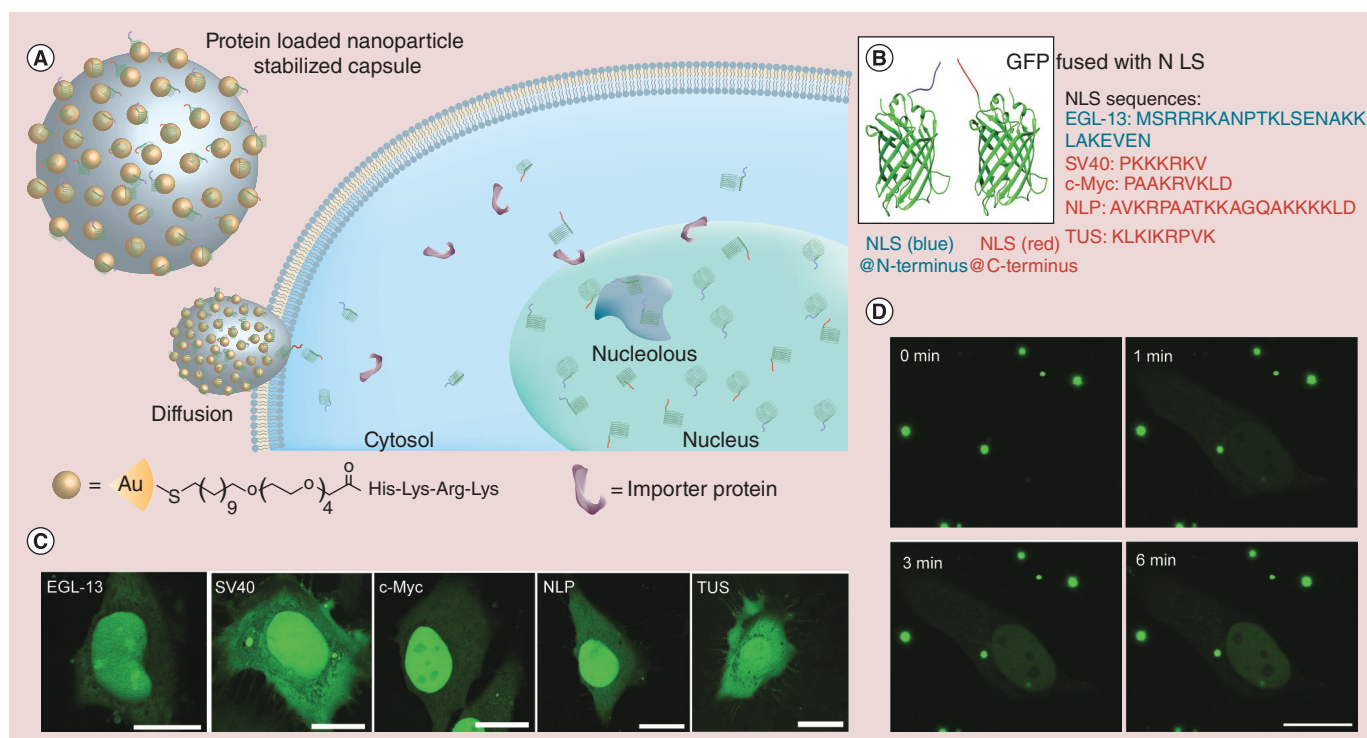 A
Protein loaded nanoparticle
stabilized capsule
Diffusion
Cytosol
Nucleolous
Nucleus
= Au
S
9
o
o
4
o
His-Lys-Arg-Lys
= Importer protein
B
GFP fused with N LS
NLS sequences:
EGL-13: MSRRRKANPTKLSENAKK
LAKEVEN
SV40: PKKKRKV
c-Myc: PAAKRVKLD
NLP: AVKRPAATKKAGQAKKKKLD
TUS: KLKIKRPVK
NLS (blue)
@N-terminus
NLS (red)
@C-terminus
C
EGL-13
SV40
c-Myc
NLP
TUS
D
0 min
1 min
3 min
6 min